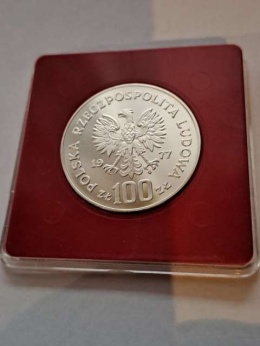 POLSKA RZECZPOSPOLITA LUDOWA
19 77
zł 100 zł